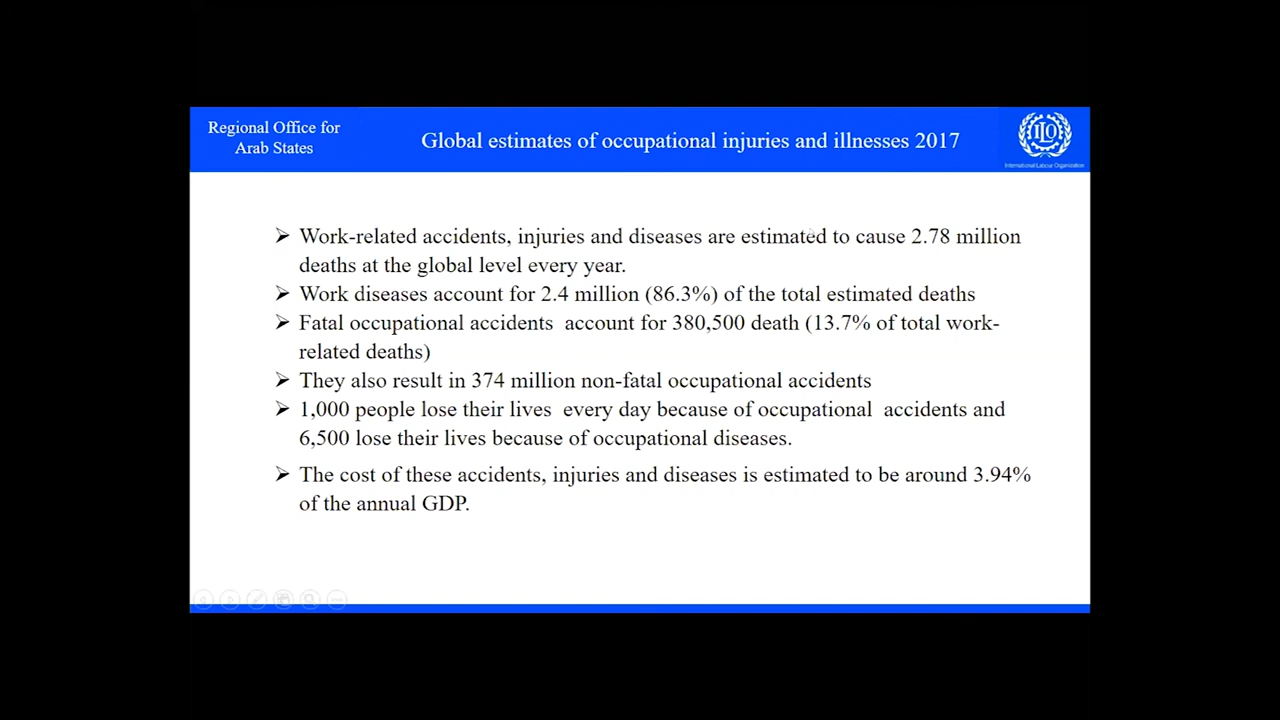 Regional Office for
Arab States
Global estimates of occupational injuries and illnesses 2017
ILO
International Labour Organization
➢ Work-related accidents, injuries and diseases are estimated to cause 2.78 million
deaths at the global level every year.
➢ Work diseases account for 2.4 million (86.3%) of the total estimated deaths
➢ Fatal occupational accidents  account for 380,500 death (13.7% of total work-
related deaths)
➢ They also result in 374 million non-fatal occupational accidents
➢ 1,000 people lose their lives  every day because of occupational  accidents and
6,500 lose their lives because of occupational diseases.
➢ The cost of these accidents, injuries and diseases is estimated to be around 3.94%
of the annual GDP.